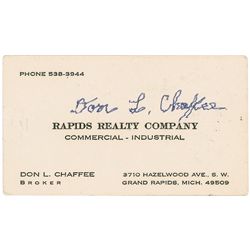 PHONE 538-3944
Don L. Chaffee
RAPIDS REALTY COMPANY
COMMERCIAL - INDUSTRIAL
DON L. CHAFFEE
BROKER
3710 HAZELWOOD AVE., S. W.
GRAND RAPIDS, MICH. 49509